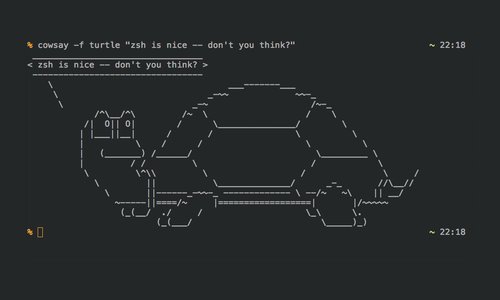 % cowsay -f turtle "zsh is nice -- don't you think?" ~ 22:18
< zsh is nice -- don't you think? >
% ~ 22:18